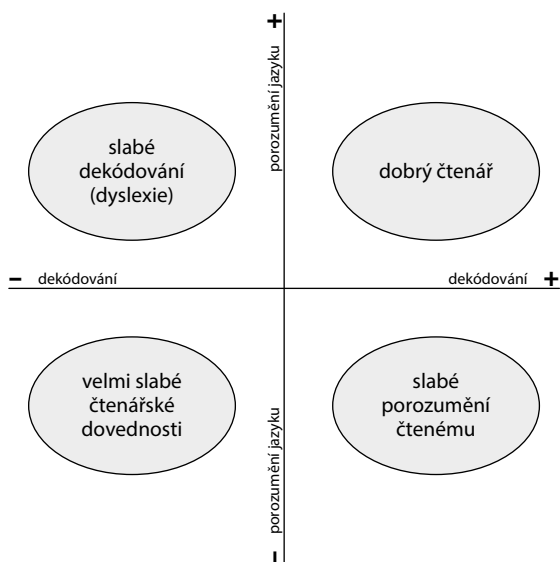 +
porozumění jazyku
slabé
dekódování
(dyslexie)
dobrý čtenář
– dekódování
dekódování +
velmi slabé
čtenářské
dovednosti
slabé
porozumění
čtenému
porozumění jazyku
–